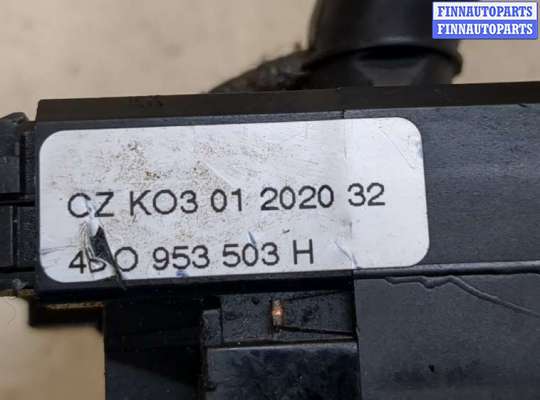 FINNAUTOPARTS
FINNAUTOPARTS
CZ KO3 01 2020 32
953 503 H